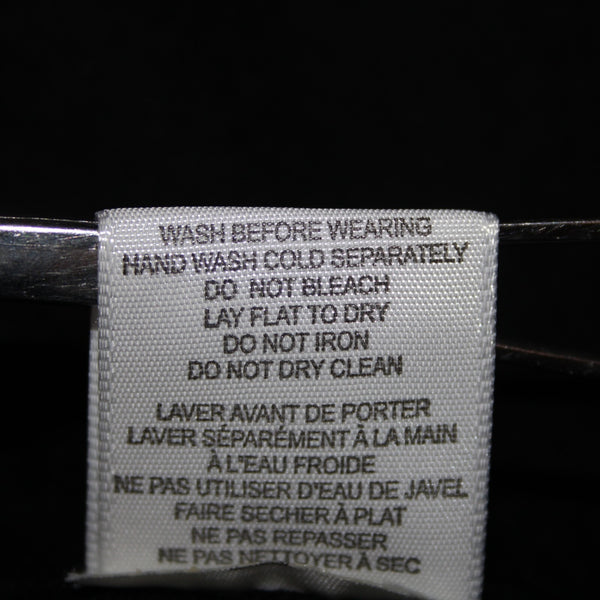 WASH BEFORE WEARING
HAND WASH COLD SEPARATELY
DO NOT BLEACH
LAY FLAT TO DRY
DO NOT IRON
DO NOT DRY CLEAN
LAVER AVANT DE PORTER
LAVER SÉPARÉMENT À LA MAIN
À L'EAU FROIDE
NE PAS UTILISER D'EAU DE JAVEL
FAIRE SECHER À PLAT
NE PAS REPASSER
NE PAS NETTOYER À SEC